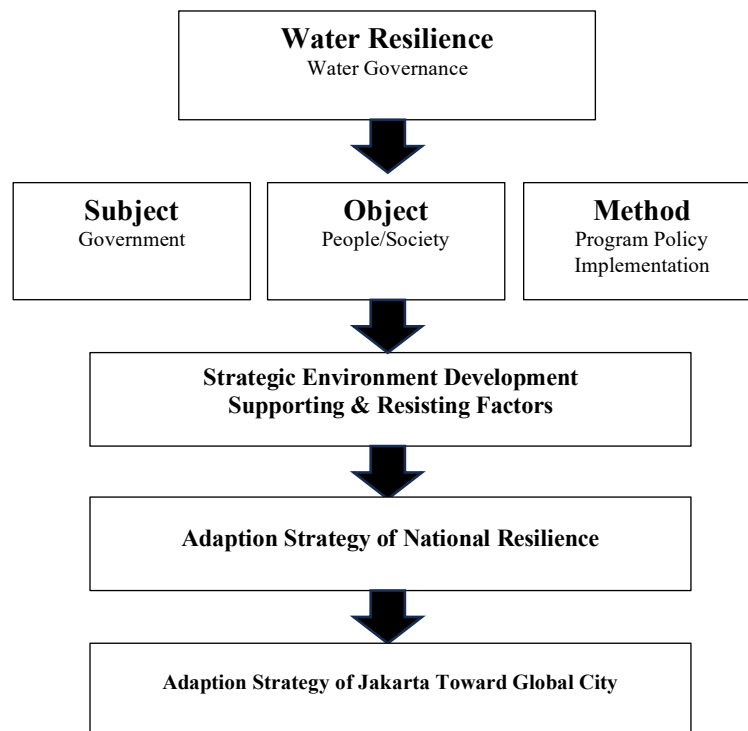 Water Resilience
Water Governance
Subject
Government
Object
People/Society
Method
Program Policy
Implementation
Strategic Environment Development
Supporting & Resisting Factors
Adaption Strategy of National Resilience
Adaption Strategy of Jakarta Toward Global City